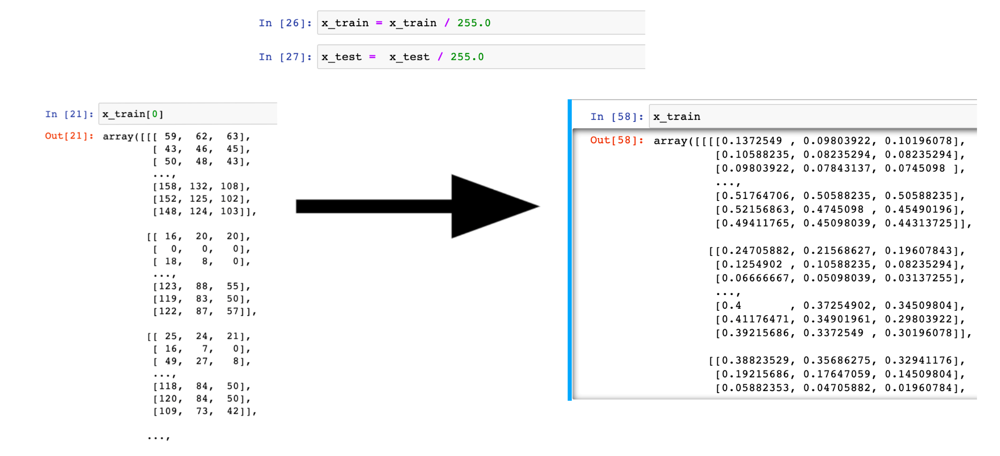 In [26]: x_train = x_train / 255.0
In [27]: x_test =  x_test / 255.0
In [21]: x_train[0]
Out[21]: array([[[ 59,  62,  63],
[ 43,  46,  45],
[ 50,  48,  43],
...,
[158, 132, 108],
[152, 125, 102],
[148, 124, 103]],
[[ 16,  20,  20],
[  0,   0,   0],
[ 18,   8,   0],
...,
[123,  88,  55],
[119,  83,  50],
[122,  87,  57]],
[[ 25,  24,  21],
[ 16,   7,   0],
[ 49,  27,   8],
...,
[118,  84,  50],
[120,  84,  50],
[109,  73,  42]],
...,
In [58]: x_train
Out[58]: array([[[[0.1372549 , 0.09803922, 0.10196078],
[0.10588235, 0.08235294, 0.08235294],
[0.09803922, 0.07843137, 0.0745098 ],
...,
[0.51764706, 0.50588235, 0.50588235],
[0.52156863, 0.4745098 , 0.45490196],
[0.49411765, 0.45098039, 0.44313725]],
[[0.24705882, 0.21568627, 0.19607843],
[0.1254902 , 0.10588235, 0.08235294],
[0.06666667, 0.05098039, 0.03137255],
...,
[0.4       , 0.37254902, 0.34509804],
[0.41176471, 0.34901961, 0.29803922],
[0.39215686, 0.3372549 , 0.30196078]],
[[0.38823529, 0.35686275, 0.32941176],
[0.19215686, 0.17647059, 0.14509804],
[0.05882353, 0.04705882, 0.01960784],